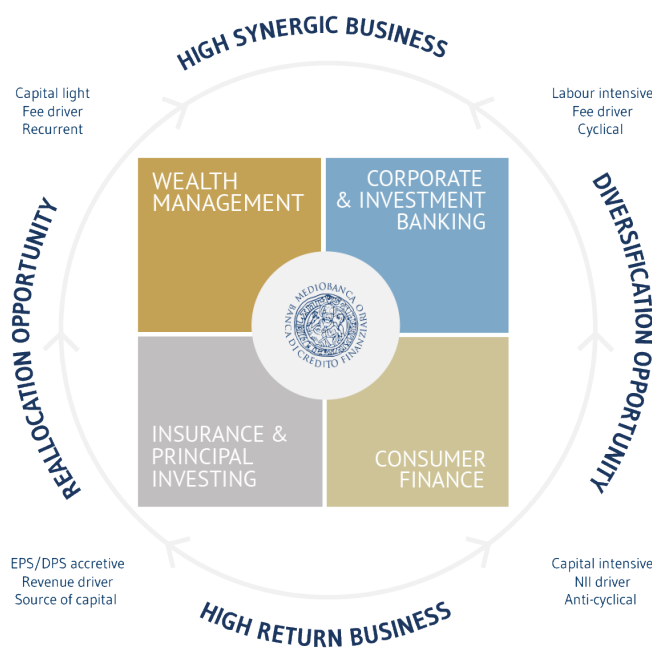 HIGH SYNERGIC BUSINESS
Capital light
Fee driver
Recurrent
Labour intensive
Fee driver
Cyclical
WEALTH
MANAGEMENT
CORPORATE
& INVESTMENT
BANKING
REALLOCATION OPPORTUNITY
DIVERSIFICATION OPPORTUNITY
MEDIOBANCA
BANCA DI CREDITO FINANZIARIO
INSURANCE &
PRINCIPAL
INVESTING
CONSUMER
FINANCE
EPS/DPS accretive
Revenue driver
Source of capital
Capital intensive
NII driver
Anti-cyclical
HIGH RETURN BUSINESS